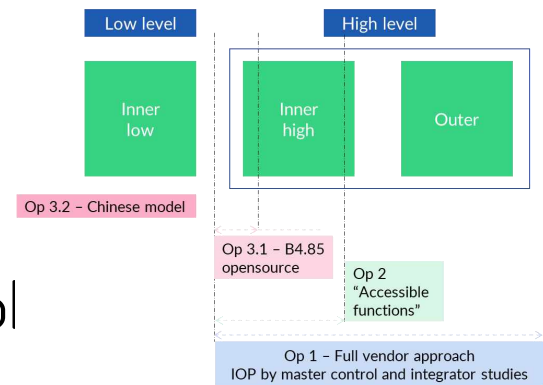 Low level
High level
Inner
low
Inner
high
Outer
Op 3.2 – Chinese model
Op 3.1 – B4.85
opensource
Op 2
“Accessible
functions”
Op 1 – Full vendor approach
IOP by master control and integrator studies